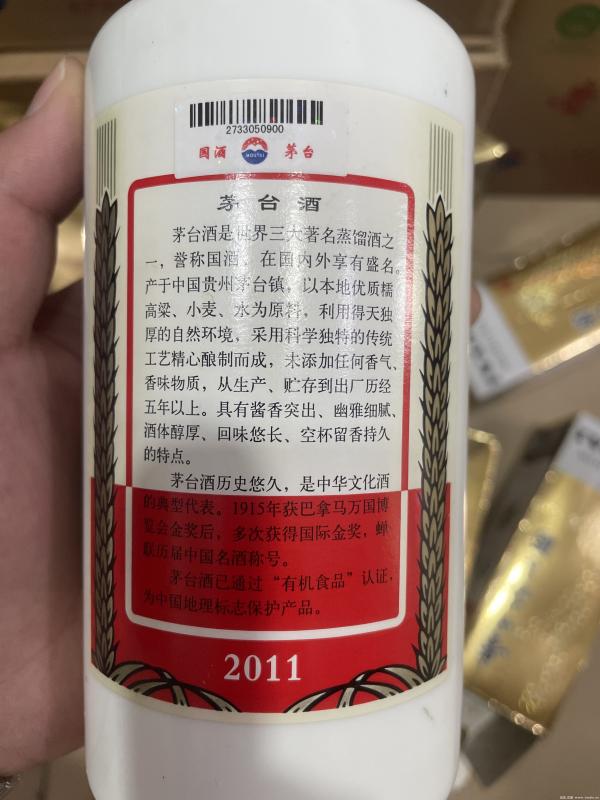 2733050900
国酒 MOUTAI 茅台
茅台酒
茅台酒是世界三大著名蒸馏酒之
一，誉称国酒。在国内外享有盛名。
产于中国贵州茅台镇，以本地优质糯
高粱、小麦、水为原料，利用得天独
厚的自然环境，采用科学独特的传统
工艺精心酿制而成，未添加任何香气、
香味物质，从生产、贮存到出厂历经
五年以上。具有酱香突出、幽雅细腻、
酒体醇厚、回味悠长、空杯留香持久
的特点。
茅台酒历史悠久，是中华文化酒
的典型代表。1915年获巴拿马万国博
览会金奖后，多次获得国际金奖，蝉
联历届中国名酒称号。
茅台酒已通过“有机食品”认证，
为中国地理标志保护产品。
2011